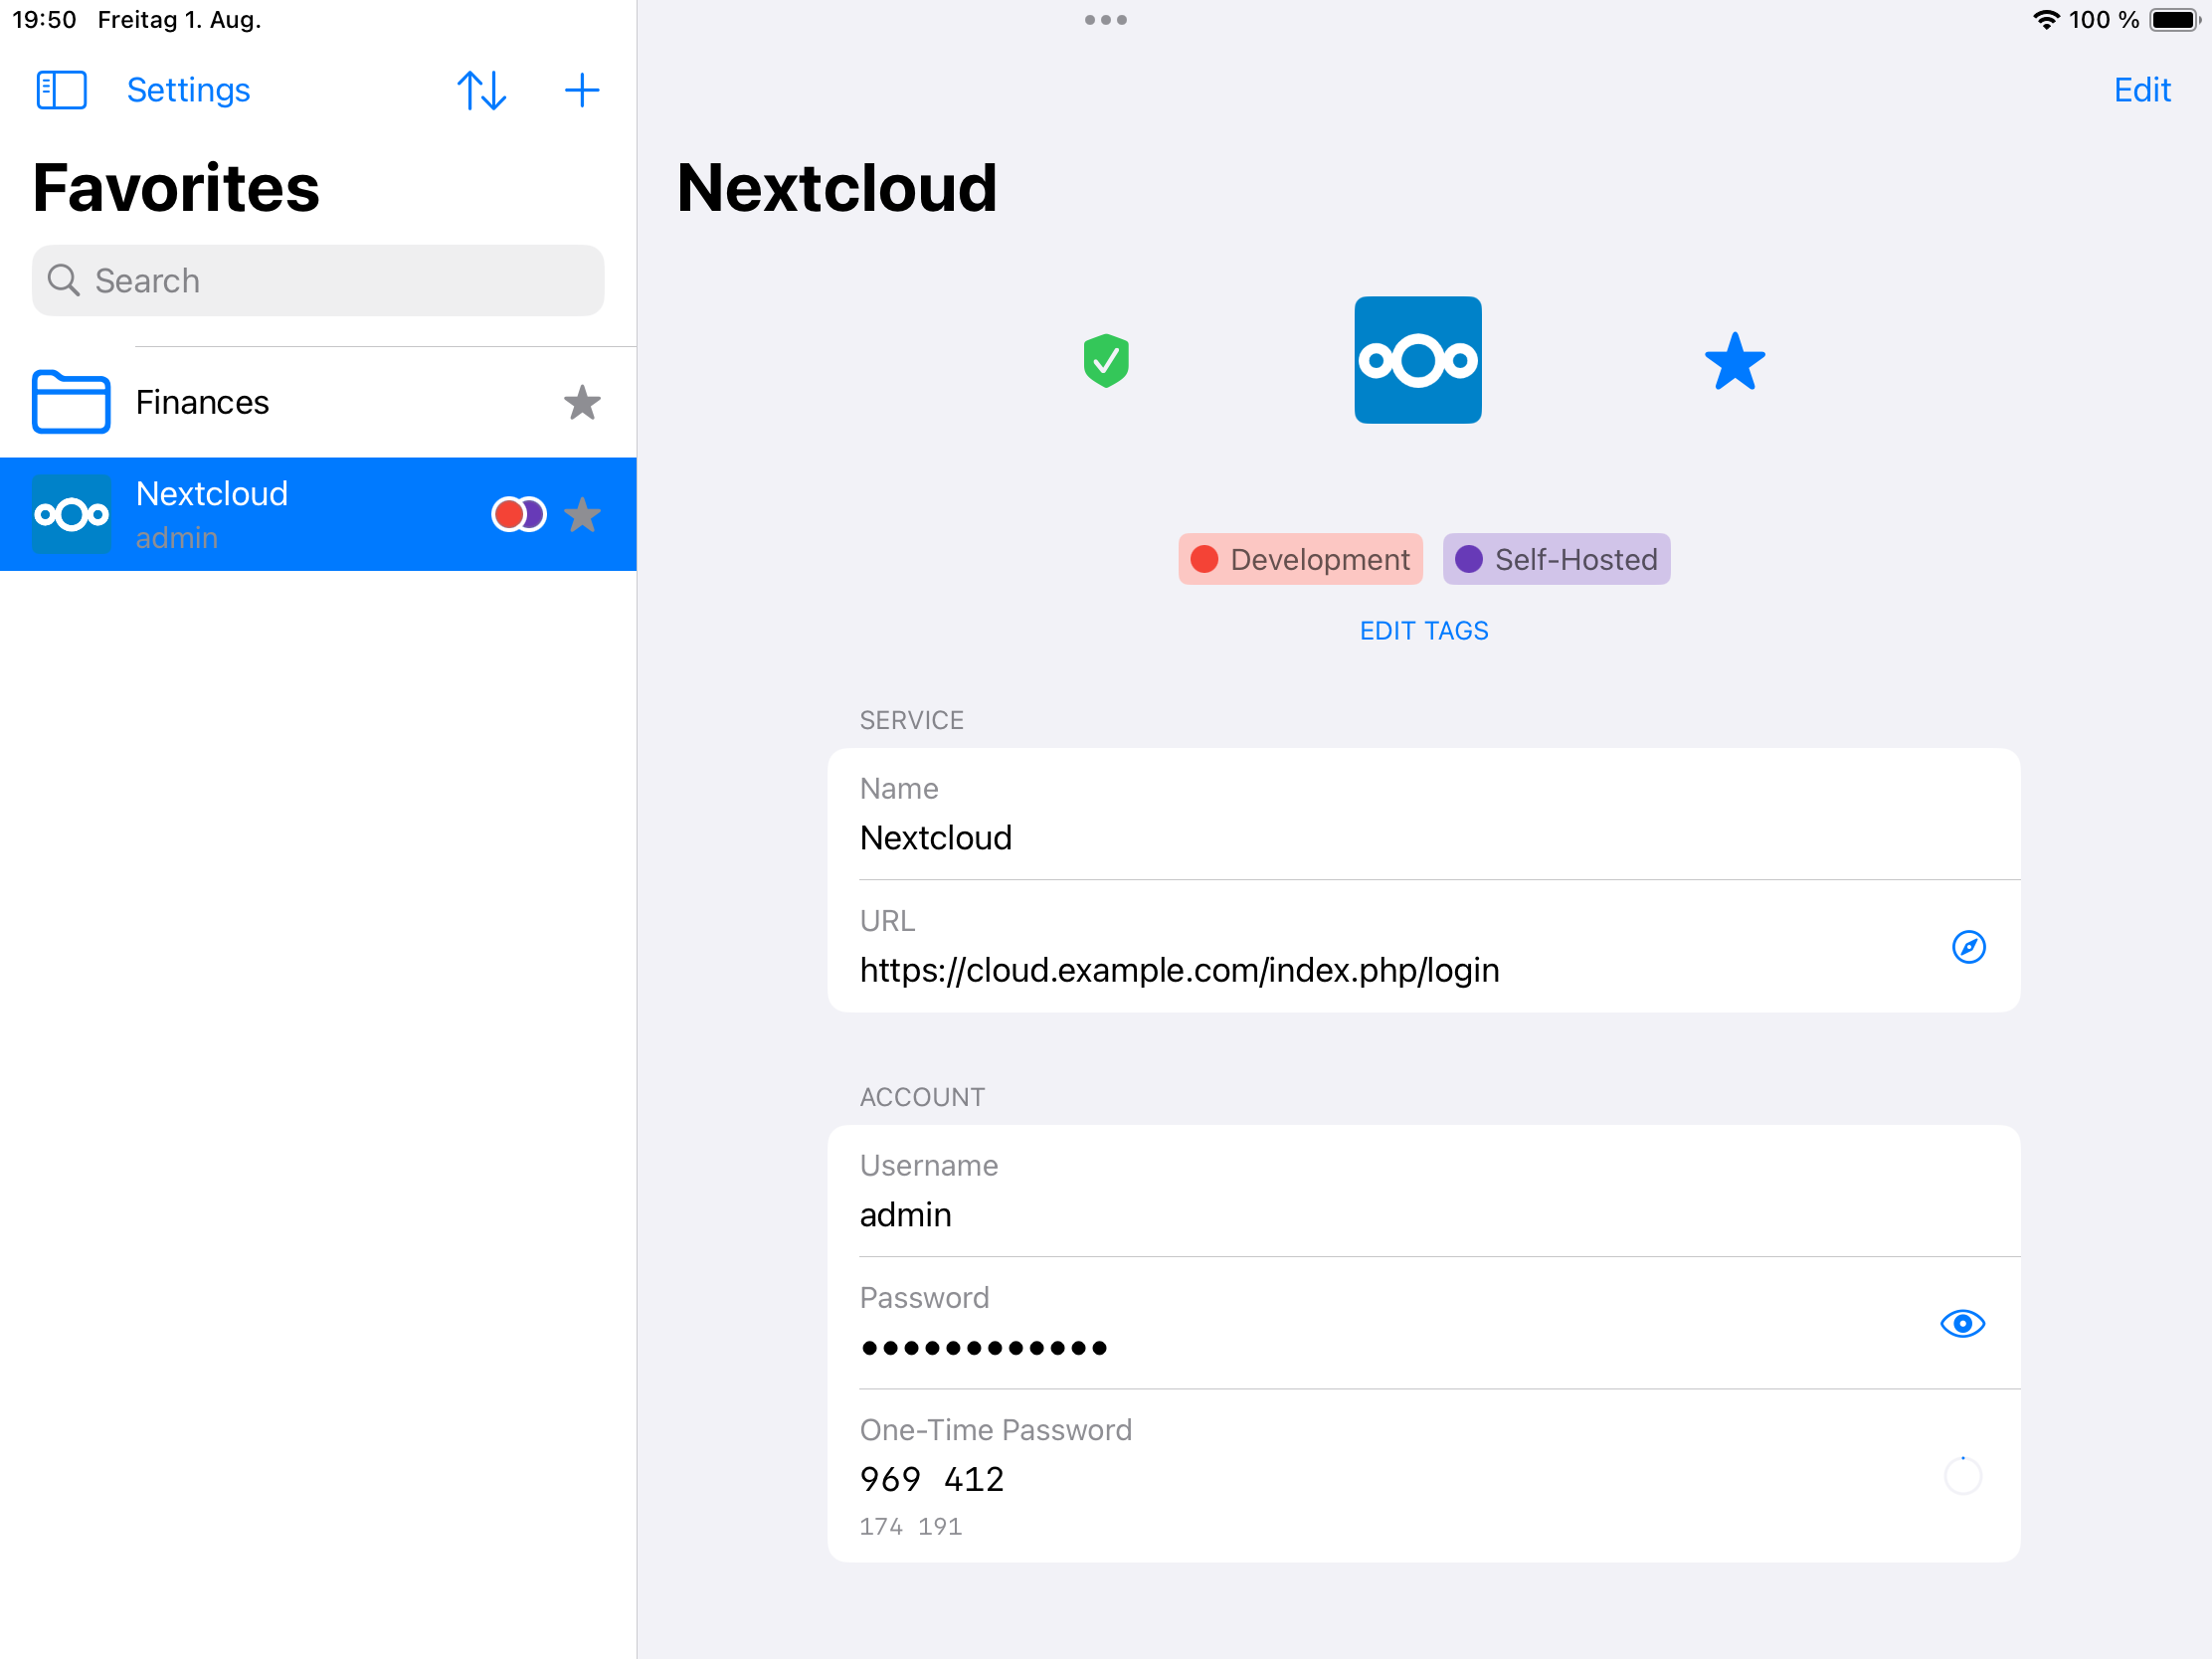 19:50 Freitag 1. Aug.
100 %
Settings
Edit
Favorites
Search
Finances
Nextcloud
admin
Nextcloud
Development
Self-Hosted
EDIT TAGS
SERVICE
Name
Nextcloud
URL
https://cloud.example.com/index.php/login
ACCOUNT
Username
admin
Password
●●●●●●●●●●●●
One-Time Password
969 412
174 191